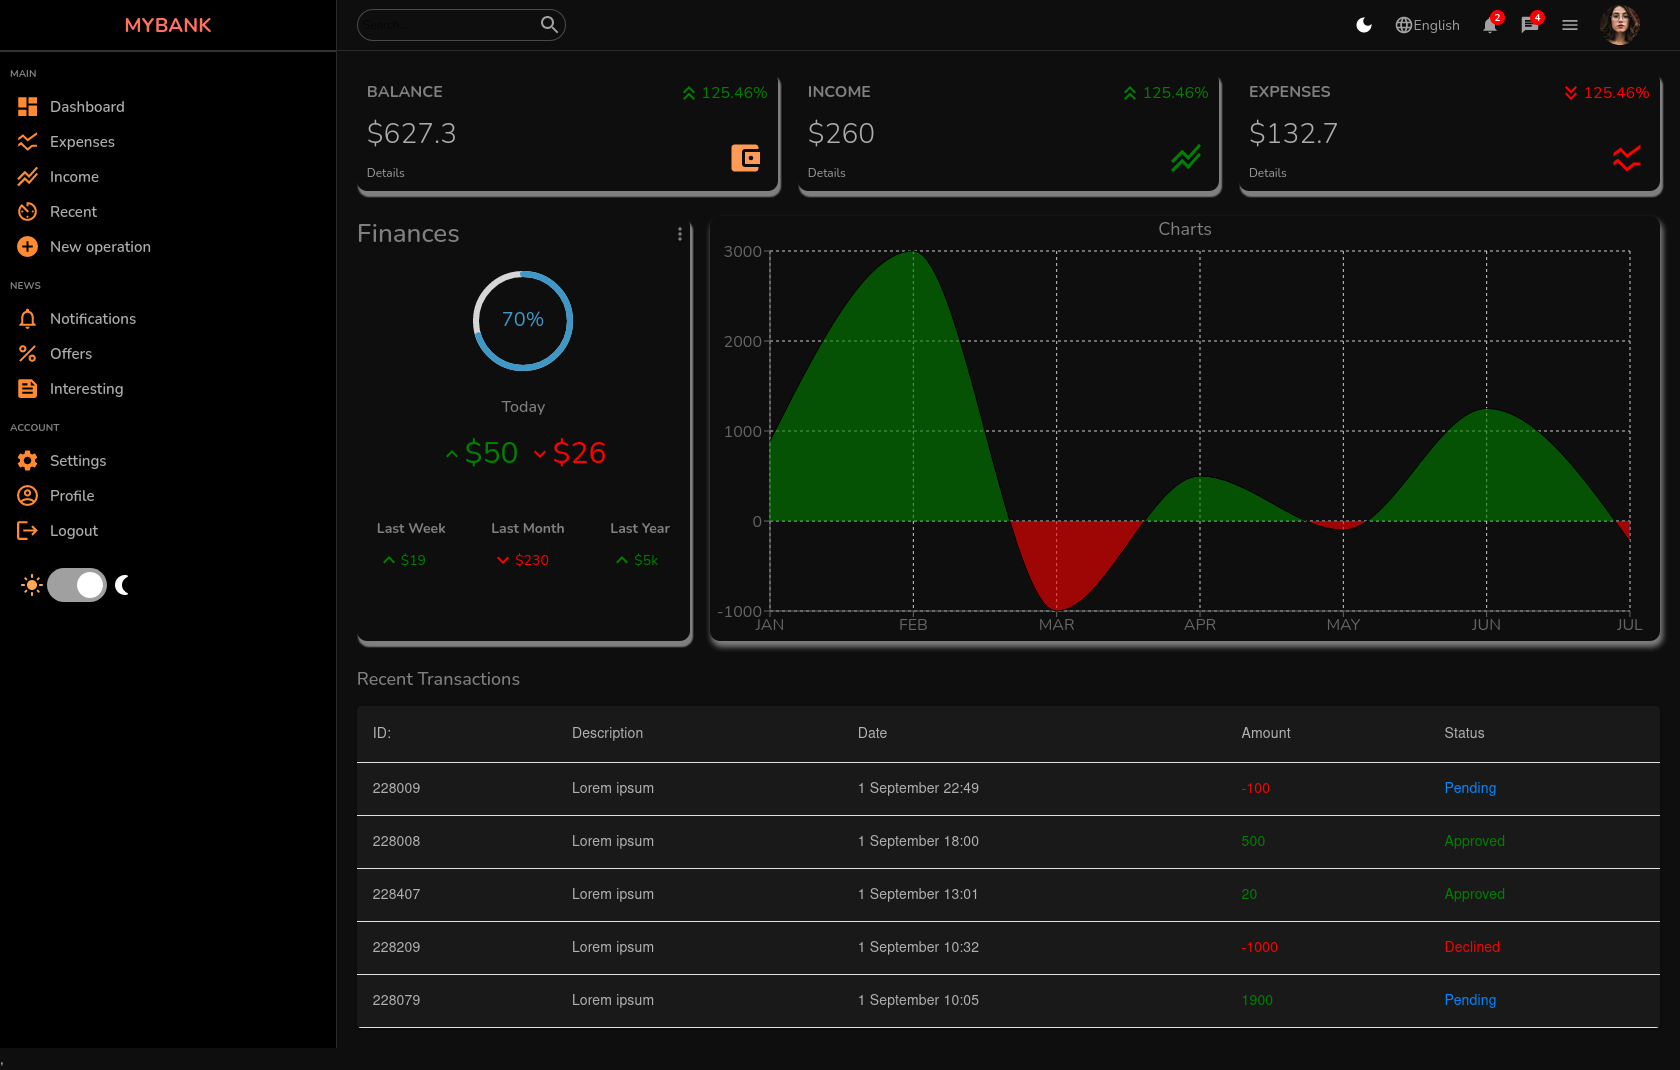 MYBANK
Search...
English
2
4
MAIN
Dashboard
Expenses
Income
Recent
New operation
NEWS
Notifications
Offers
Interesting
ACCOUNT
Settings
Profile
Logout
BALANCE
125.46%
$627.3
Details
INCOME
125.46%
$260
Details
EXPENSES
125.46%
$132.7
Details
Finances
70%
Today
$50 $26
Last Week Last Month Last Year
$19 $230 $5k
Charts
3000
2000
1000
0
-1000
JAN FEB MAR APR MAY JUN JUL
Recent Transactions
ID: Description Date Amount Status
228009 Lorem ipsum 1 September 22:49 -100 Pending
228008 Lorem ipsum 1 September 18:00 500 Approved
228407 Lorem ipsum 1 September 13:01 20 Approved
228209 Lorem ipsum 1 September 10:32 -1000 Declined
228079 Lorem ipsum 1 September 10:05 1900 Pending
,